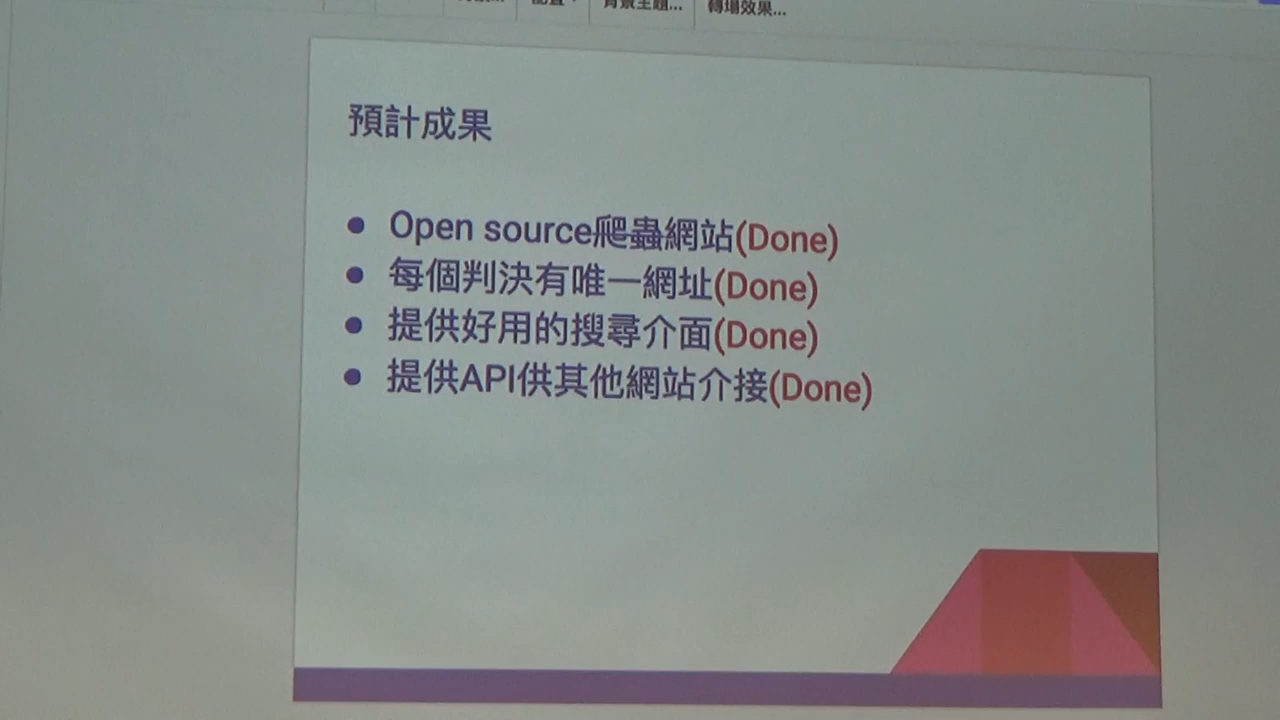 背景主題... 轉場效果...
預計成果
Open source爬蟲網站(Done)
每個判決有唯一網址(Done)
提供好用的搜尋介面(Done)
提供API供其他網站介接(Done)